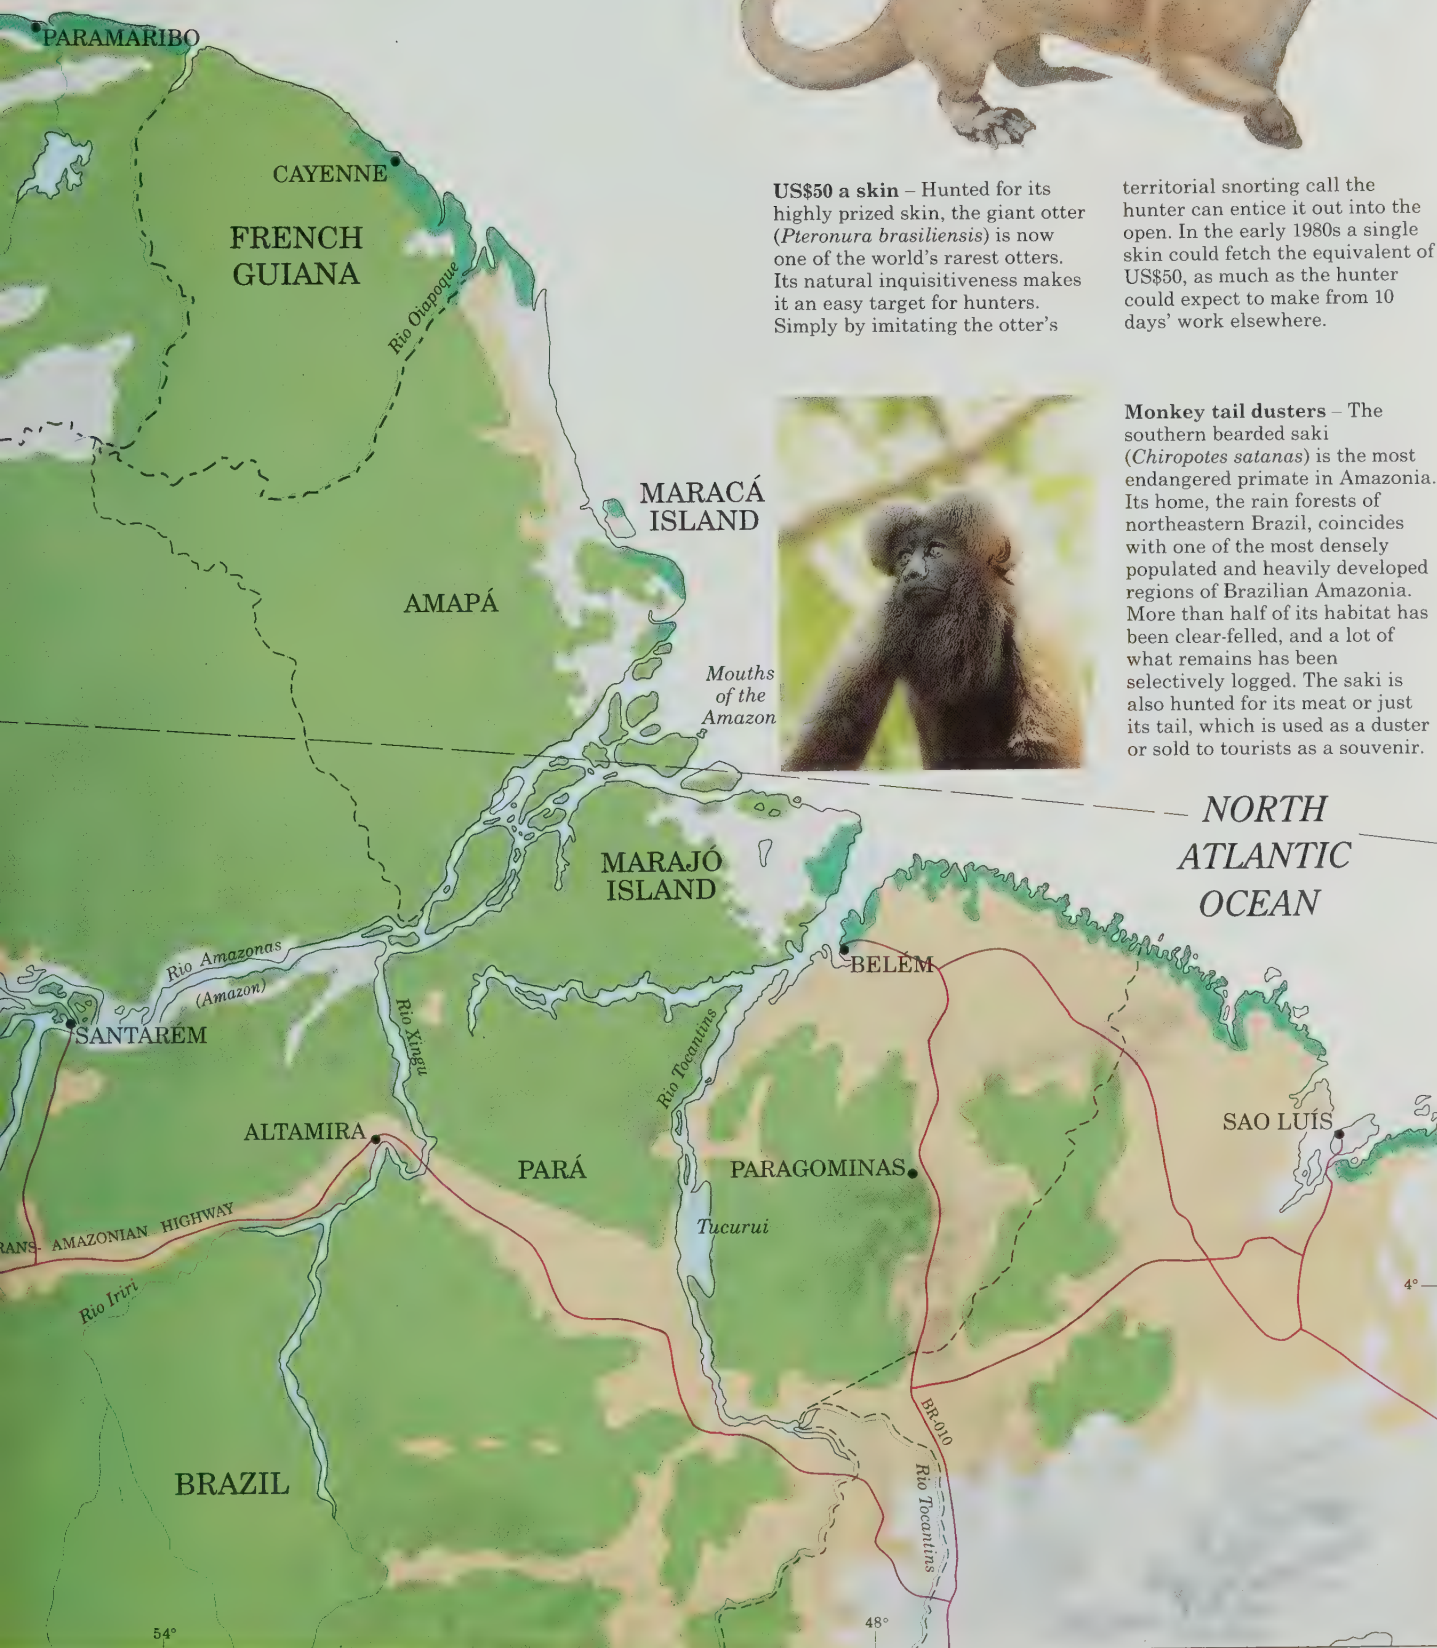 PARAMARIBO
CAYENNE
FRENCH
GUIANA
Rio Oiapoque
US$50 a skin – Hunted for its
highly prized skin, the giant otter
(Pteronura brasiliensis) is now
one of the world's rarest otters.
Its natural inquisitiveness makes
it an easy target for hunters.
Simply by imitating the otter's
territorial snorting call the
hunter can entice it out into the
open. In the early 1980s a single
skin could fetch the equivalent of
US$50, as much as the hunter
could expect to make from 10
days' work elsewhere.
Monkey tail dusters – The
southern bearded saki
(Chiropotes satanas) is the most
endangered primate in Amazonia.
Its home, the rain forests of
northeastern Brazil, coincides
with one of the most densely
populated and heavily developed
regions of Brazilian Amazonia.
More than half of its habitat has
been clear-felled, and a lot of
what remains has been
selectively logged. The saki is
also hunted for its meat or just
its tail, which is used as a duster
or sold to tourists as a souvenir.
MARACÁ
ISLAND
AMAPÁ
Mouths
of the
Amazon
NORTH
ATLANTIC
OCEAN
MARAJÓ
ISLAND
BELÉM
Rio Amazonas
(Amazon)
SANTARÉM
Rio Xingu
Rio Tocantins
ALTAMIRA
PARÁ
PARAGOMINAS
SAO LUÍS
RANS- AMAZONIAN HIGHWAY
Tucurui
Rio Iriri
4°
BR-010
BRAZIL
Rio Tocantins
54°
48°